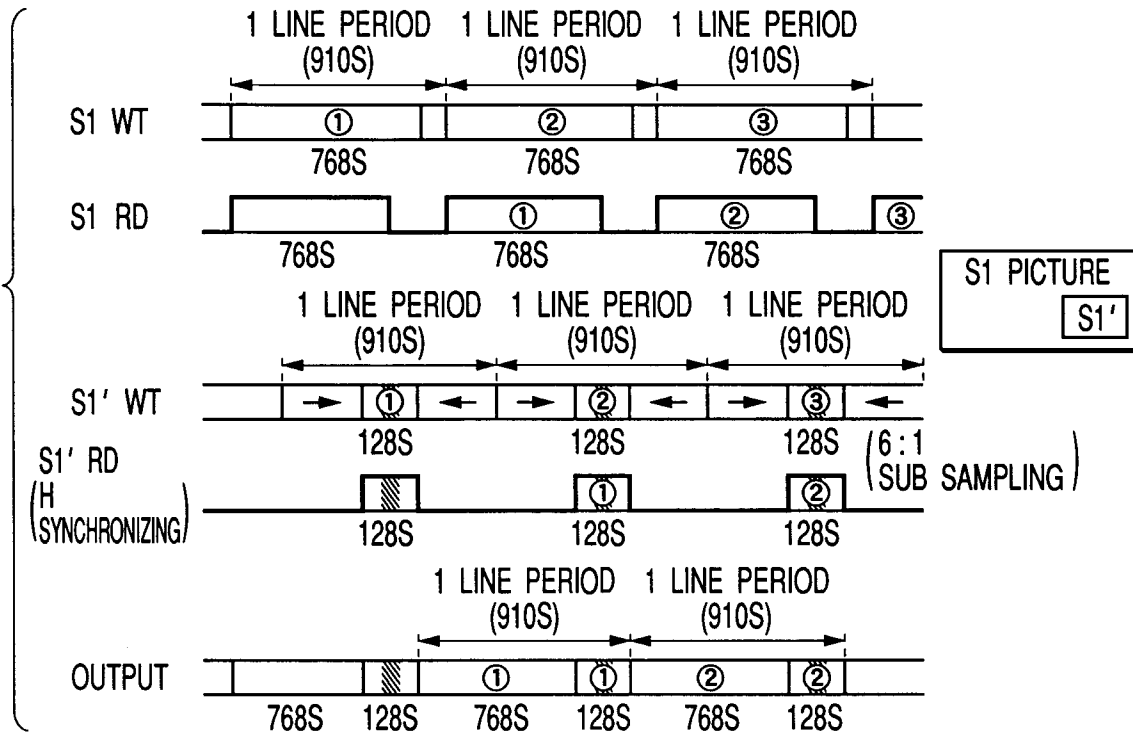 1 LINE PERIOD 1 LINE PERIOD 1 LINE PERIOD
(910S) (910S) (910S)
S1 WT ① ② ③
768S 768S 768S
S1 RD ① ② ③
768S 768S 768S
S1 PICTURE
S1'
1 LINE PERIOD 1 LINE PERIOD 1 LINE PERIOD
(910S) (910S) (910S)
S1' WT → ① ← → ② ← → ③ ←
128S 128S 128S
(6:1
SUB SAMPLING)
S1' RD
(H
SYNCHRONIZING)
① ②
128S 128S 128S
1 LINE PERIOD 1 LINE PERIOD
(910S) (910S)
OUTPUT ① ① ② ②
768S 128S 768S 128S 768S 128S